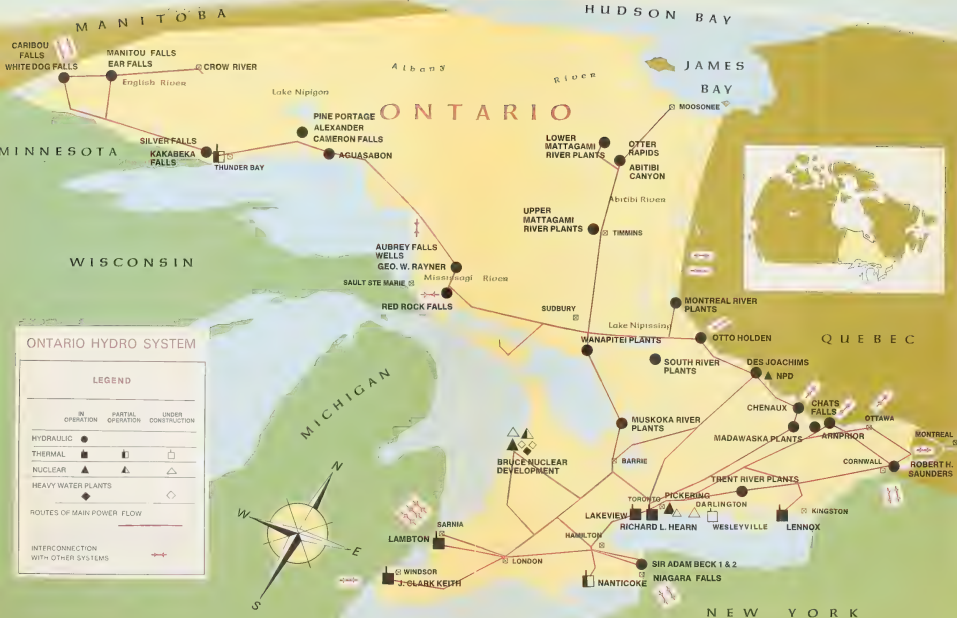 MANITOBA
HUDSON BAY
CARIBOU
FALLS
WHITE DOG FALLS
MANITOU FALLS
EAR FALLS
CROW RIVER
English River
Albany
River
JAMES
BAY
Lake Nipigon
ONTARIO
MOOSONEE
PINE PORTAGE
ALEXANDER
CAMERON FALLS
SILVER FALLS
KAKABEKA
FALLS
THUNDER BAY
AGUASABON
MINNESOTA
LOWER
MATTAGAMI
RIVER PLANTS
OTTER
RAPIDS
ABITIBI
CANYON
Abitibi River
UPPER
MATTAGAMI
RIVER PLANTS
TIMMINS
WISCONSIN
AUBREY FALLS
WELLS
GEO. W. RAYNER
Mississagi River
SAULT STE MARIE
RED ROCK FALLS
SUDBURY
MONTREAL RIVER
PLANTS
Lake Nipissing
OTTO HOLDEN
QUEBEC
WANAPITEI PLANTS
SOUTH RIVER
PLANTS
DES JOACHIMS
NPD
CHENAUX
CHATS
FALLS
OTTAWA
MADAWASKA PLANTS
ARNPRIOR
MONTREAL
MUSKOKA RIVER
PLANTS
MICHIGAN
BRUCE NUCLEAR
DEVELOPMENT
BARRIE
CORNWALL
ROBERT H.
SAUNDERS
TRENT RIVER PLANTS
TORONTO
PICKERING
DARLINGTON
LAKEVIEW
RICHARD L. HEARN
WESLEYVILLE
LENNOX
KINGSTON
SARNIA
LAMBTON
HAMILTON
LONDON
WINDSOR
J. CLARK KEITH
SIR ADAM BECK 1 & 2
NIAGARA FALLS
NANTICOKE
NEW YORK
ONTARIO HYDRO SYSTEM
LEGEND
IN OPERATION
PARTIAL OPERATION
UNDER CONSTRUCTION
HYDRAULIC
THERMAL
NUCLEAR
HEAVY WATER PLANTS
ROUTES OF MAIN POWER FLOW
INTERCONNECTION
WITH OTHER SYSTEMS
N
W
E
S